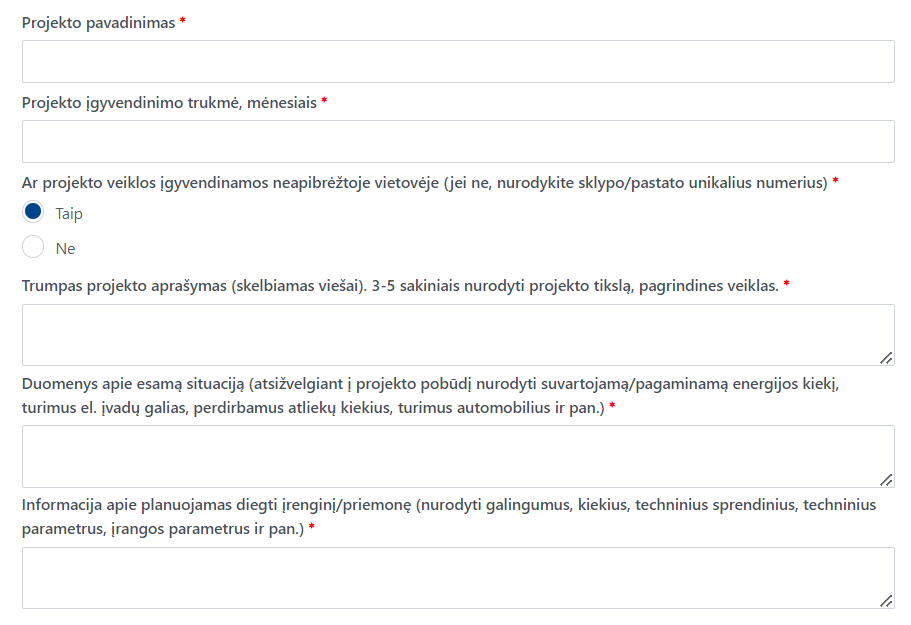 Projekto pavadinimas *
Projekto įgyvendinimo trukmė, mėnesiais *
Ar projekto veiklos įgyvendinamos neapibrėžtoje vietovėje (jei ne, nurodykite sklypo/pastato unikalius numerius) *
Taip
Ne
Trumpas projekto aprašymas (skelbiamas viešai). 3-5 sakiniais nurodyti projekto tikslą, pagrindines veiklas. *
Duomenys apie esamą situaciją (atsižvelgiant į projekto pobūdį nurodyti suvartojamą/pagaminamą energijos kiekį,
turimus el. įvadų galias, perdirbamus atliekų kiekius, turimus automobilius ir pan.) *
Informacija apie planuojamas diegti įrenginį/priemonę (nurodyti galingumus, kiekius, techninius sprendinius, techninius
parametrus, įrangos parametrus ir pan.) *